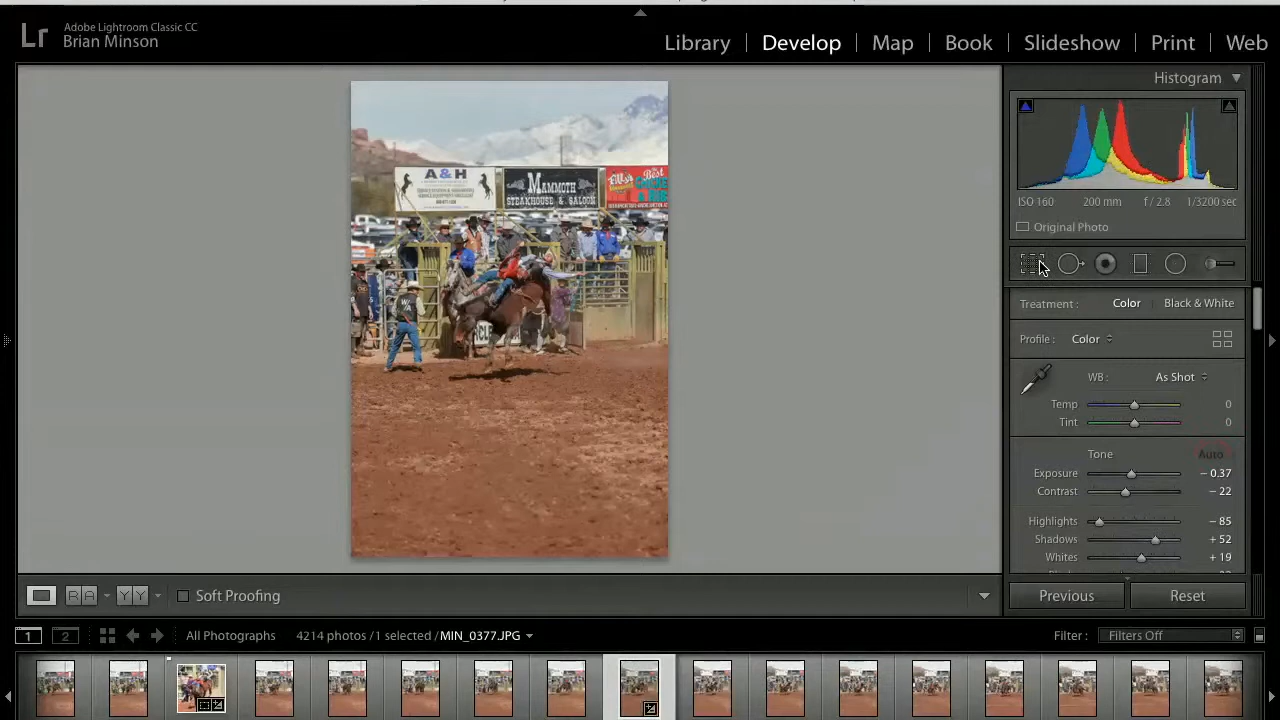 Lr
Adobe Lightroom Classic CC
Brian Minson
Library Develop Map Book Slideshow Print Web
Histogram
ISO 160 200 mm f / 2.8 1/3200 sec
Original Photo
Treatment : Color Black & White
Profile : Color
WB : As Shot
Temp 0
Tint 0
Tone Auto
Exposure − 0.37
Contrast − 22
Highlights − 85
Shadows + 52
Whites + 19
A & H
MAMMOTH
STEAKHOUSE & SALOON
Best
Previous Reset
R A Y Y Soft Proofing
1 2 All Photographs 4214 photos / 1 selected / MIN_0377.JPG Filter : Filters Off